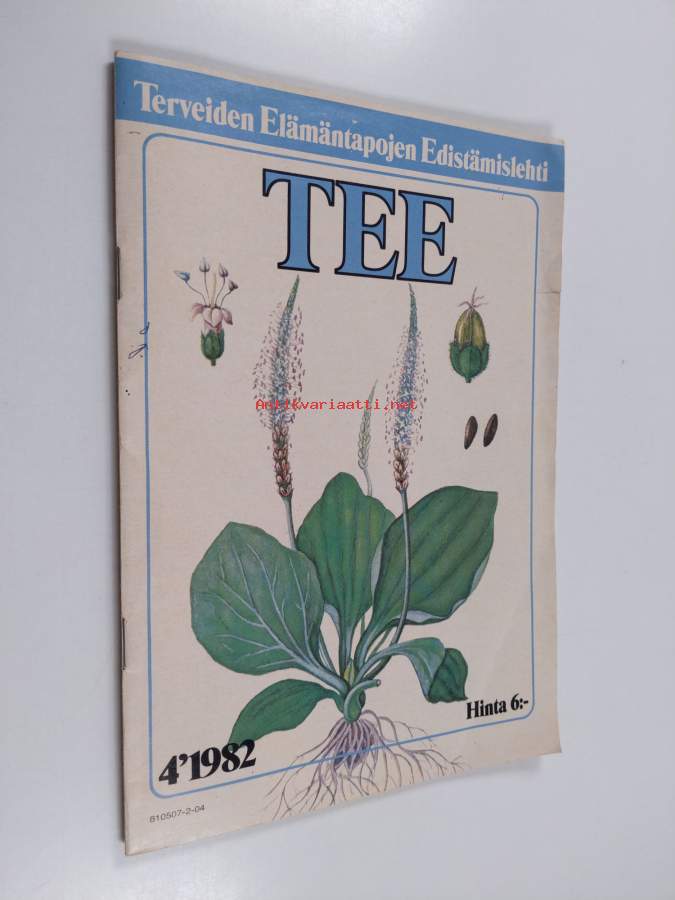 Terveiden Elämäntapojen Edistämislehti
TEE
Antikvariaatti.net
Hinta 6:-
4'1982
810507-2-04